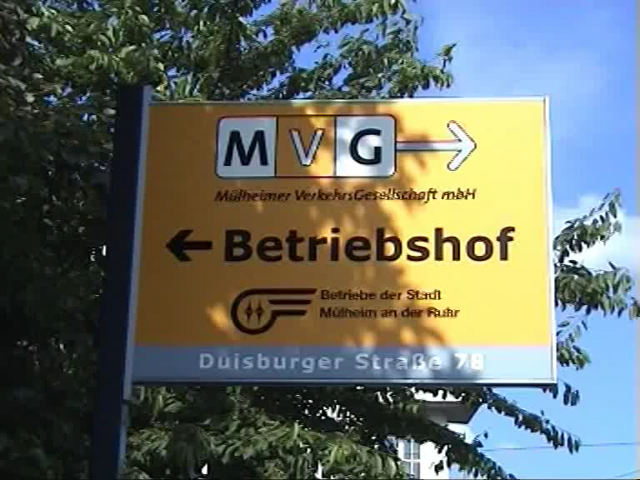 MVG
Mülheimer VerkehrsGesellschaft mbH
Betriebshof
Betriebe der Stadt
Mülheim an der Ruhr
Duisburger Straße 78